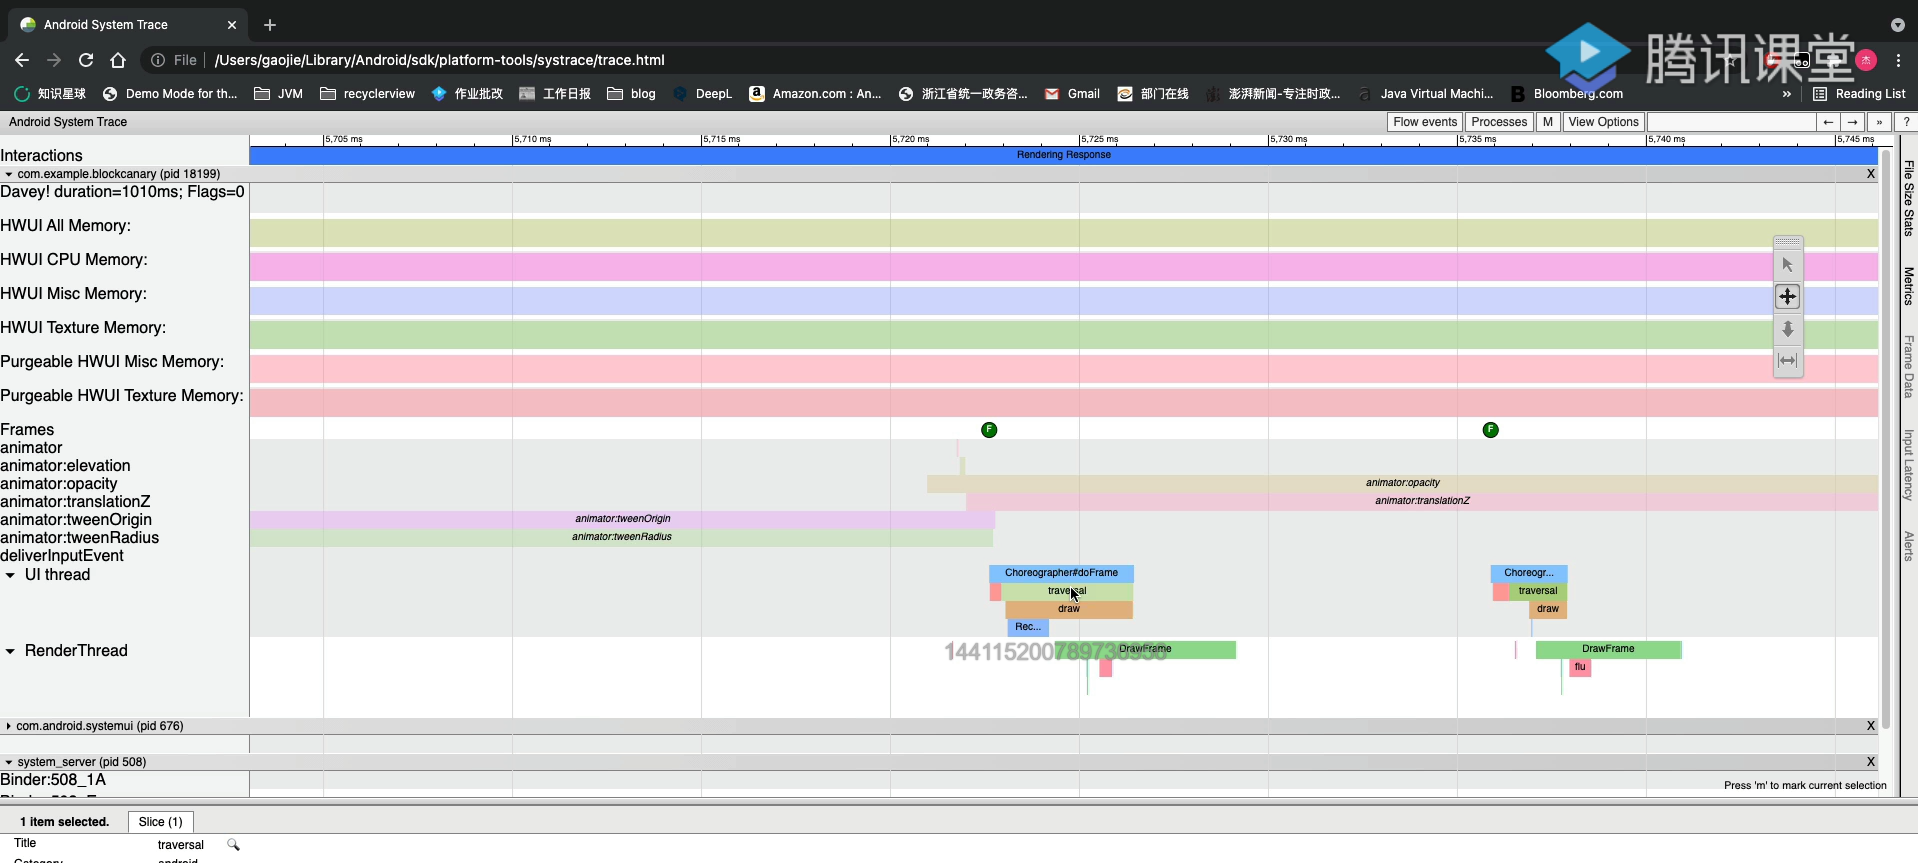 Android System Trace
File
/Users/gaojie/Library/Android/sdk/platform-tools/systrace/trace.html
腾讯课堂
知识星球
Demo Mode for th...
JVM
recyclerview
作业批改
工作日报
blog
DeepL
Amazon.com : An...
浙江省统一政务咨...
Gmail
部门在线
澎湃新闻-专注时政...
Java Virtual Machi...
Bloomberg.com
»
Reading List
Android System Trace
Flow events
Processes
M
View Options
←
→
»
?
5,705 ms
5,710 ms
5,715 ms
5,720 ms
5,725 ms
5,730 ms
5,735 ms
5,740 ms
5,745 ms
Interactions
Rendering Response
com.example.blockcanary (pid 18199)
X
Davey! duration=1010ms; Flags=0
HWUI All Memory:
HWUI CPU Memory:
HWUI Misc Memory:
HWUI Texture Memory:
Purgeable HWUI Misc Memory:
Purgeable HWUI Texture Memory:
Frames
F
F
animator
animator:elevation
animator:opacity
animator:opacity
animator:translationZ
animator:translationZ
animator:tweenOrigin
animator:tweenOrigin
animator:tweenRadius
animator:tweenRadius
deliverInputEvent
UI thread
Choreographer#doFrame
Choreogr...
traversal
traversal
draw
draw
Rec...
RenderThread
DrawFrame
DrawFrame
flu
com.android.systemui (pid 676)
X
system_server (pid 508)
X
Binder:508_1A
Press 'm' to mark current selection
File Size Stats
Metrics
Frame Data
Input Latency
Alerts
1 item selected.
Slice (1)
Title
traversal
Category
android